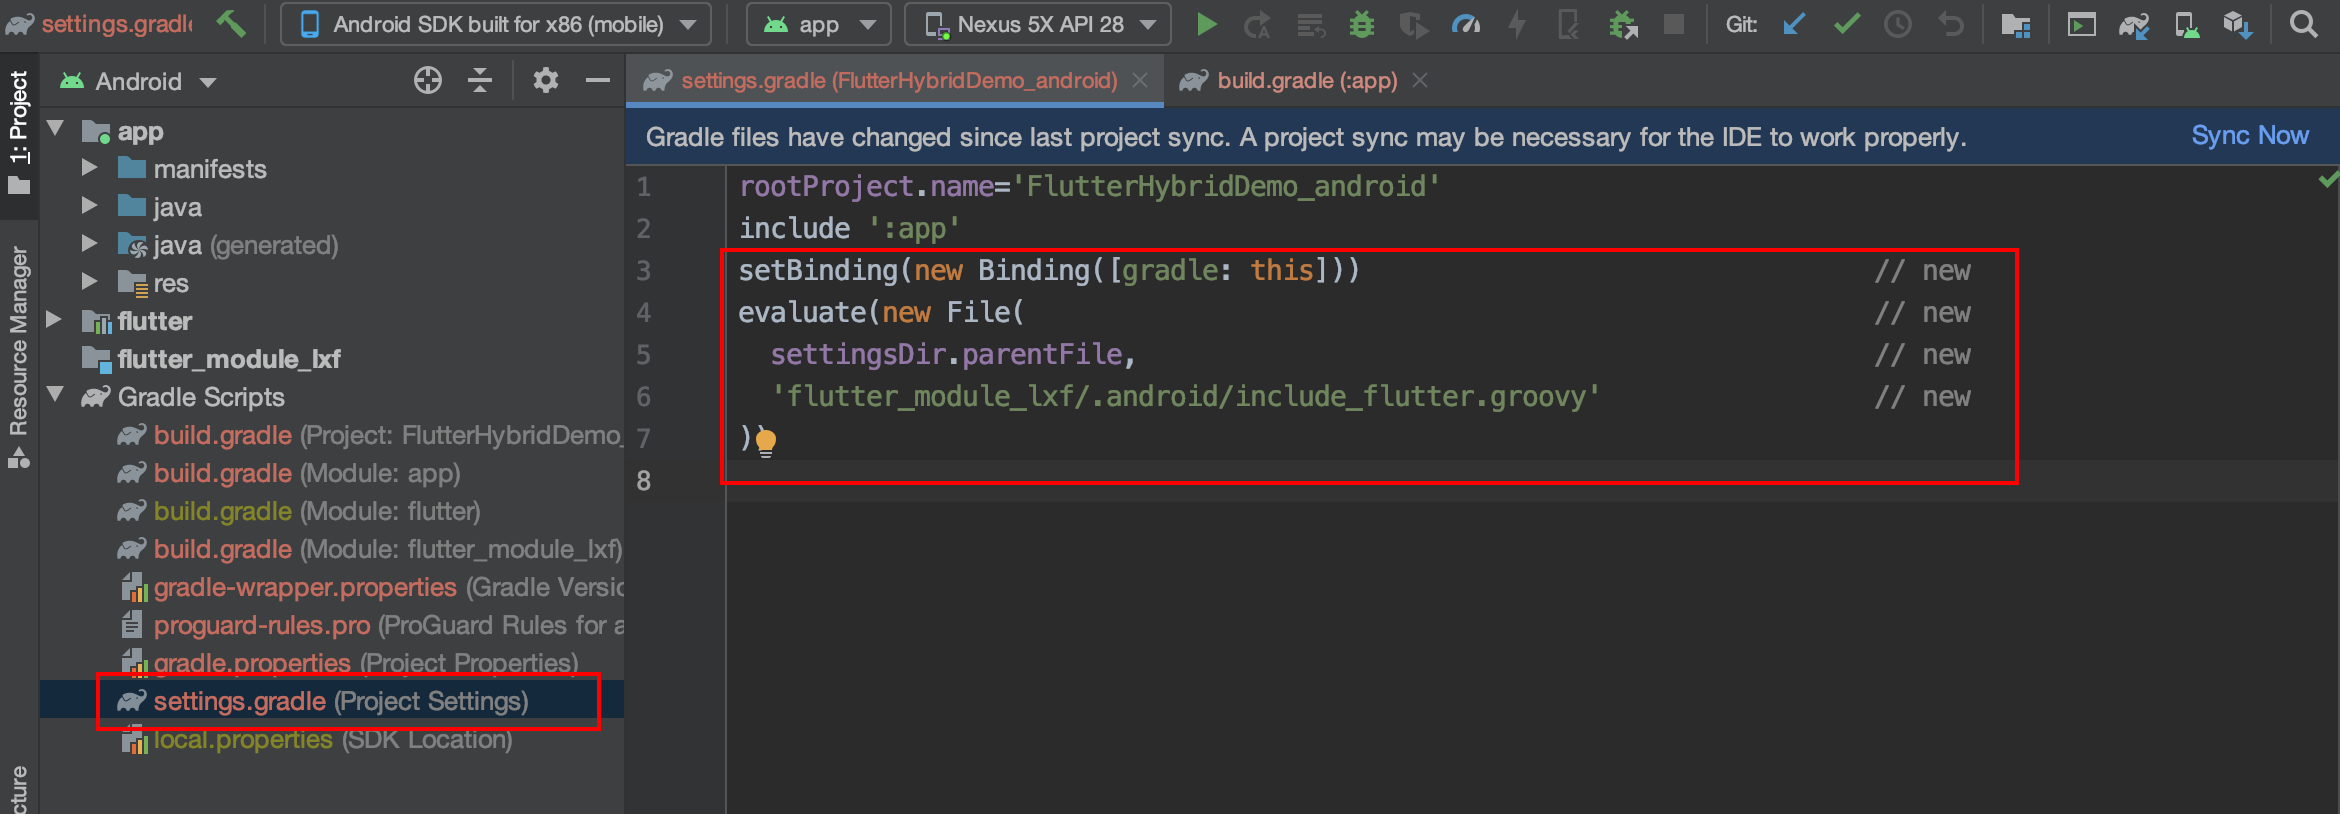 settings.gradle
Android SDK built for x86 (mobile)
app
Nexus 5X API 28
Git:
1: Project
Resource Manager
cture
Android
app
manifests
java
java (generated)
res
flutter
flutter_module_lxf
Gradle Scripts
build.gradle (Project: FlutterHybridDemo_
build.gradle (Module: app)
build.gradle (Module: flutter)
build.gradle (Module: flutter_module_lxf)
gradle-wrapper.properties (Gradle Versio
proguard-rules.pro (ProGuard Rules for a
gradle.properties (Project Properties)
settings.gradle (Project Settings)
local.properties (SDK Location)
settings.gradle (FlutterHybridDemo_android)
build.gradle (:app)
Gradle files have changed since last project sync. A project sync may be necessary for the IDE to work properly.
Sync Now
1 rootProject.name='FlutterHybridDemo_android'
2 include ':app'
3 setBinding(new Binding([gradle: this])) // new
4 evaluate(new File( // new
5 settingsDir.parentFile, // new
6 'flutter_module_lxf/.android/include_flutter.groovy' // new
7 ))
8